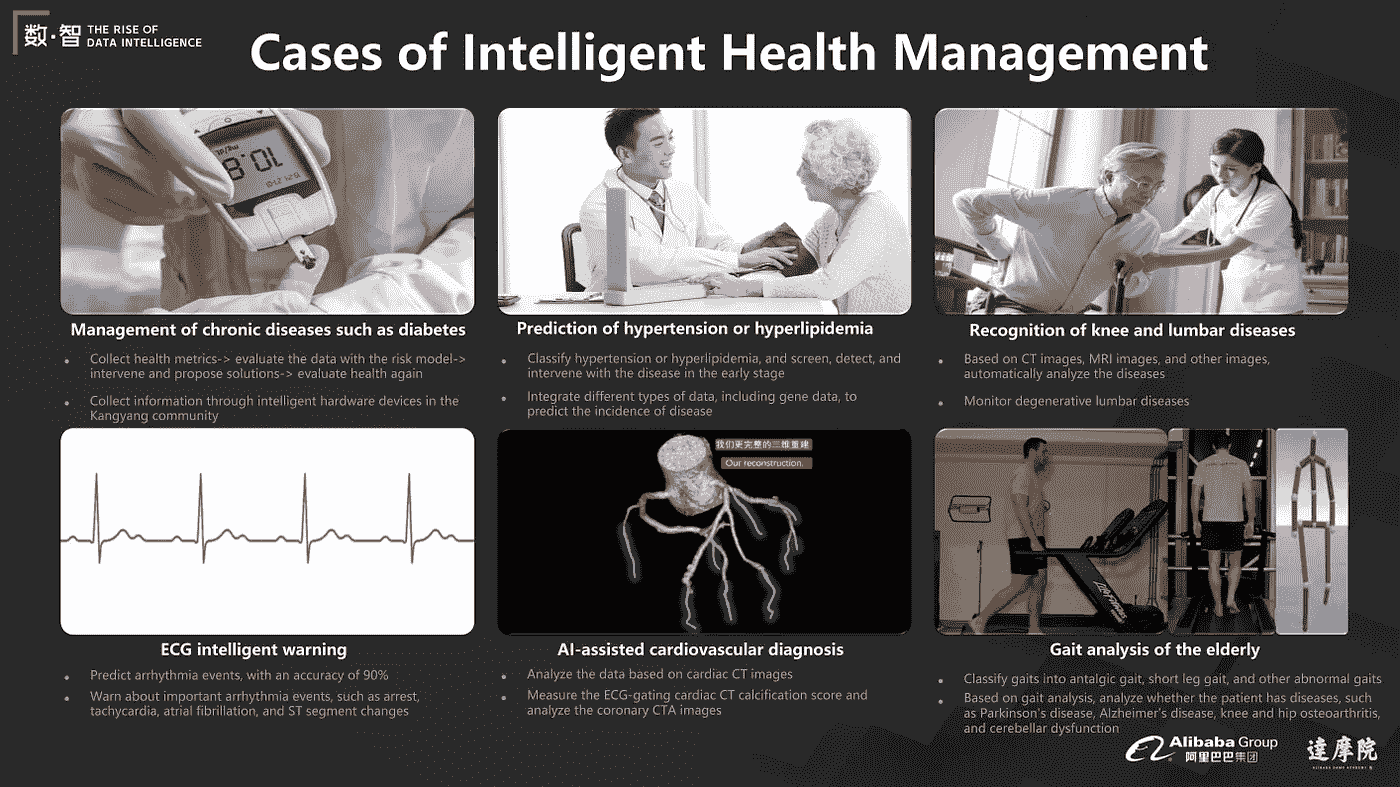 数·智 THE RISE OF
DATA INTELLIGENCE
Cases of Intelligent Health Management
10.8
Management of chronic diseases such as diabetes
• Collect health metrics-> evaluate the data with the risk model->
intervene and propose solutions-> evaluate health again
• Collect information through intelligent hardware devices in the
Kangyang community
Prediction of hypertension or hyperlipidemia
• Classify hypertension or hyperlipidemia, and screen, detect, and
intervene with the disease in the early stage
• Integrate different types of data, including gene data, to
predict the incidence of disease
Recognition of knee and lumbar diseases
• Based on CT images, MRI images, and other images,
automatically analyze the diseases
• Monitor degenerative lumbar diseases
ECG intelligent warning
• Predict arrhythmia events, with an accuracy of 90%
• Warn about important arrhythmia events, such as arrest,
tachycardia, atrial fibrillation, and ST segment changes
我们更完整的三维重建
Our reconstruction.
AI-assisted cardiovascular diagnosis
• Analyze the data based on cardiac CT images
• Measure the ECG-gating cardiac CT calcification score and
analyze the coronary CTA images
Gait analysis of the elderly
• Classify gaits into antalgic gait, short leg gait, and other abnormal gaits
• Based on gait analysis, analyze whether the patient has diseases, such
as Parkinson's disease, Alzheimer's disease, knee and hip osteoarthritis,
and cerebellar dysfunction
Alibaba Group
阿里巴巴集团
達摩院